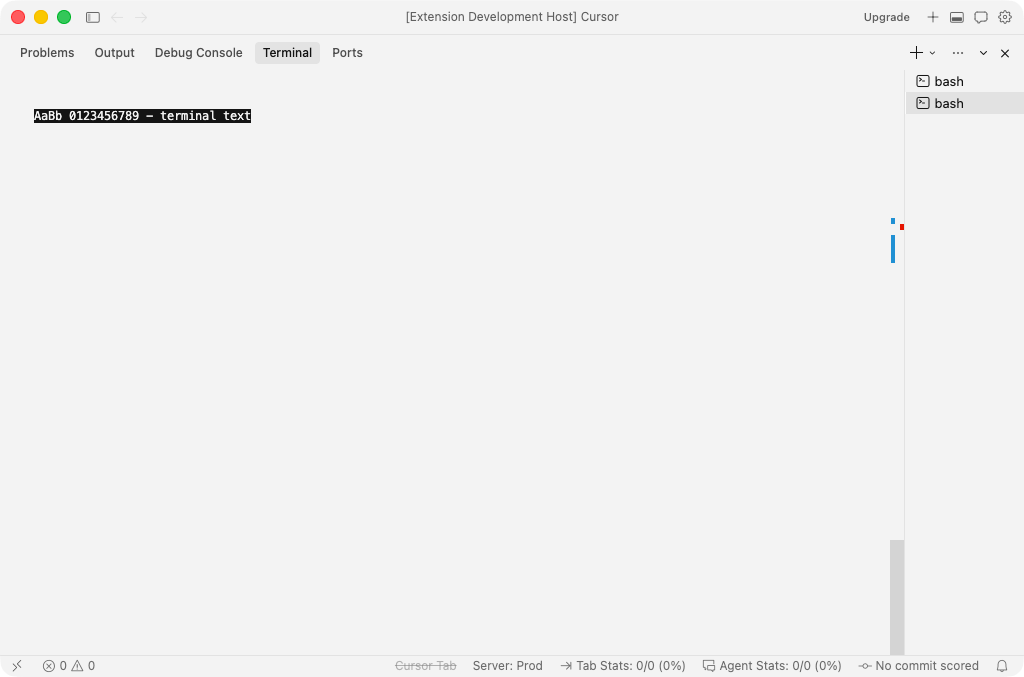 [Extension Development Host] Cursor
Upgrade
Problems Output Debug Console Terminal Ports
bash
bash
AaBb 0123456789 – terminal text
0 0 Cursor Tab Server: Prod Tab Stats: 0/0 (0%) Agent Stats: 0/0 (0%) No commit scored